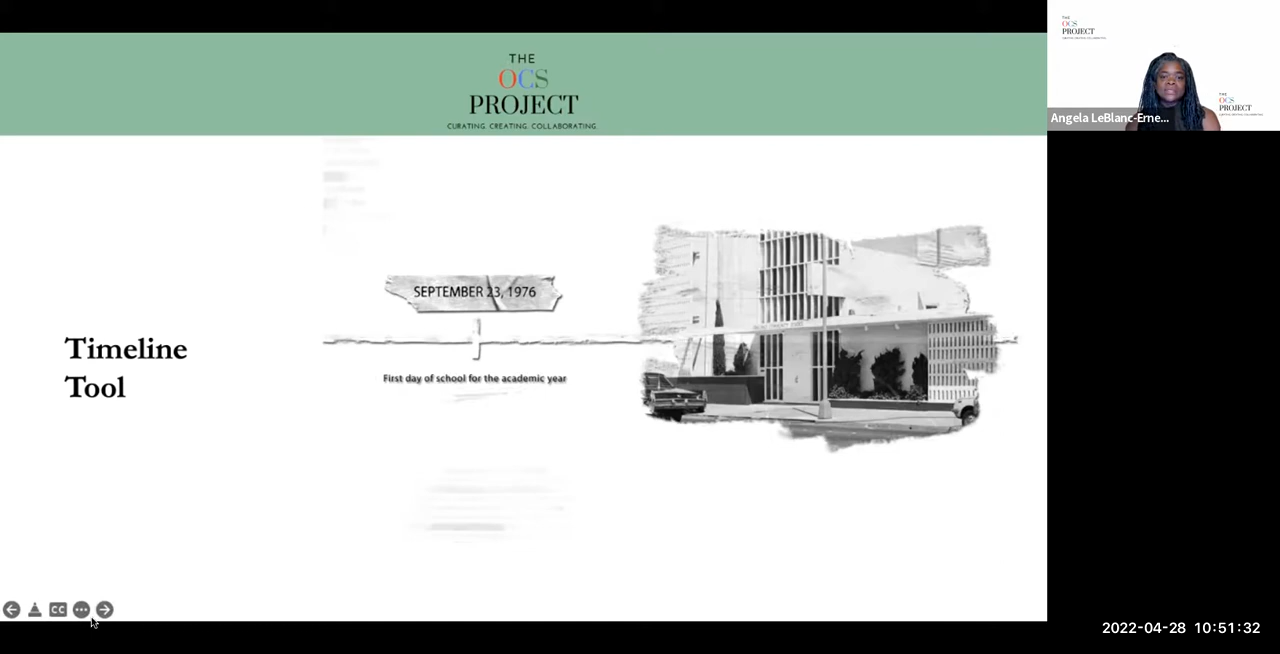 THE
OCS
PROJECT
CURATING. CREATING. COLLABORATING.
THE
OCS
PROJECT
THE
OCS
PROJECT
Angela LeBlanc-Erne...
SEPTEMBER 23, 1976
First day of school for the academic year
Timeline
Tool
CC
2022-04-28 10:51:32